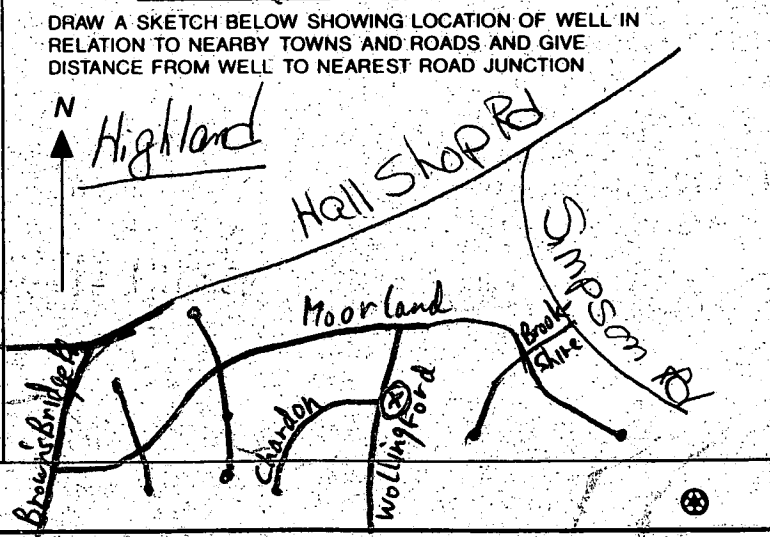 DRAW A SKETCH BELOW SHOWING LOCATION OF WELL IN
RELATION TO NEARBY TOWNS AND ROADS AND GIVE
DISTANCE FROM WELL TO NEAREST ROAD JUNCTION
N
Highland
Hall Shop Rd
Simpson Rd
Moorland
Brook
Shire
Brown's Bridge Rd
Chardon
Wollingford